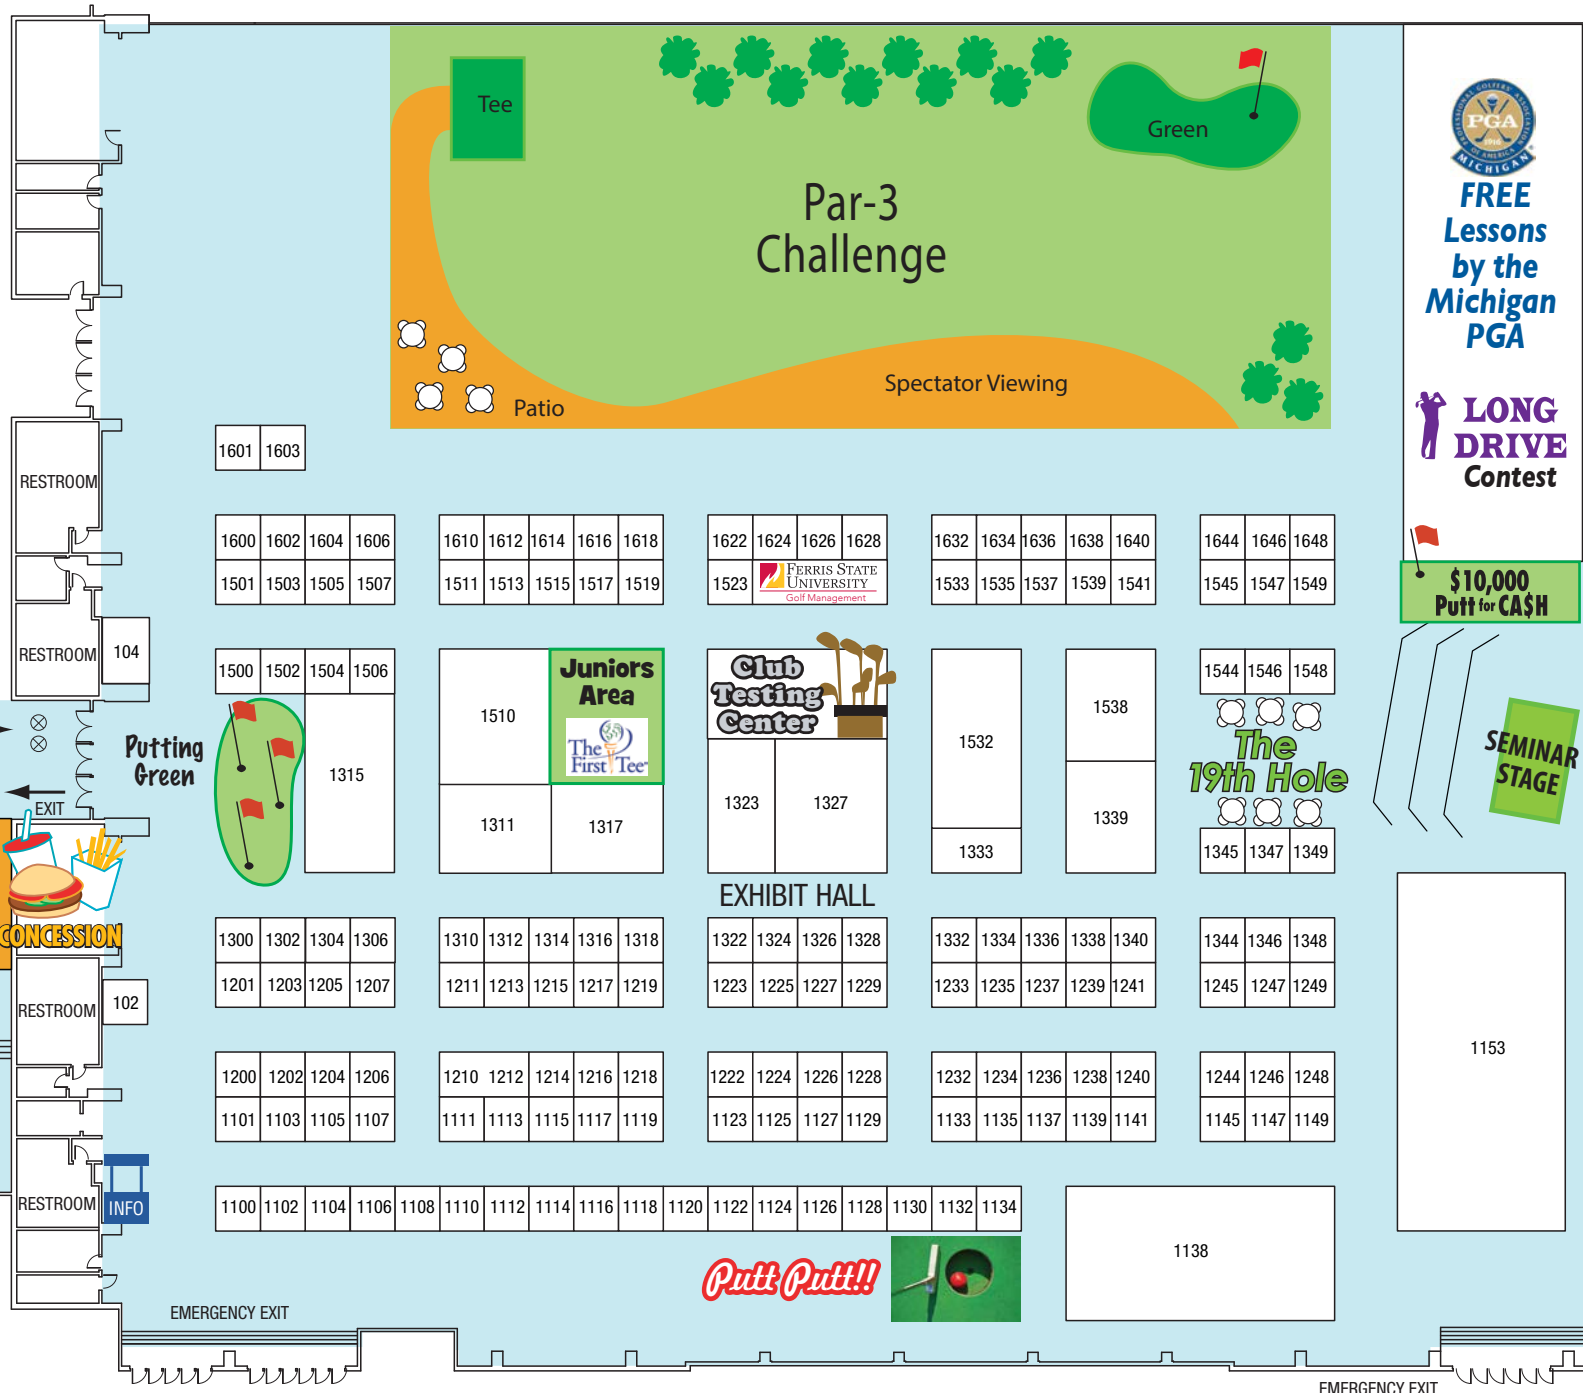 Tee
Green
Par-3
Challenge
Spectator Viewing
Patio
PGA
MICHIGAN
FREE
Lessons
by the
Michigan
PGA
LONG
DRIVE
Contest
1601 1603
RESTROOM
1600 1602 1604 1606 1610 1612 1614 1616 1618 1622 1624 1626 1628 1632 1634 1636 1638 1640 1644 1646 1648
1501 1503 1505 1507 1511 1513 1515 1517 1519 1523 FERRIS STATE
UNIVERSITY
Golf Management
1533 1535 1537 1539 1541 1545 1547 1549
$10,000
Putt for CA$H
RESTROOM 104
1500 1502 1504 1506
1510
Juniors
Area
The
First Tee
Club
Testing
Center
1532
1538
1544 1546 1548
Putting
Green
1315
1311
1317
1323
1327
1333
1339
The
19th Hole
1345 1347 1349
SEMINAR
STAGE
EXIT
CONCESSION
EXHIBIT HALL
1300 1302 1304 1306 1310 1312 1314 1316 1318 1322 1324 1326 1328 1332 1334 1336 1338 1340 1344 1346 1348
1201 1203 1205 1207 1211 1213 1215 1217 1219 1223 1225 1227 1229 1233 1235 1237 1239 1241 1245 1247 1249
RESTROOM 102
1153
1200 1202 1204 1206 1210 1212 1214 1216 1218 1222 1224 1226 1228 1232 1234 1236 1238 1240 1244 1246 1248
1101 1103 1105 1107 1111 1113 1115 1117 1119 1123 1125 1127 1129 1133 1135 1137 1139 1141 1145 1147 1149
RESTROOM INFO
1100 1102 1104 1106 1108 1110 1112 1114 1116 1118 1120 1122 1124 1126 1128 1130 1132 1134
1138
Putt Putt!!
EMERGENCY EXIT
EMERGENCY EXIT